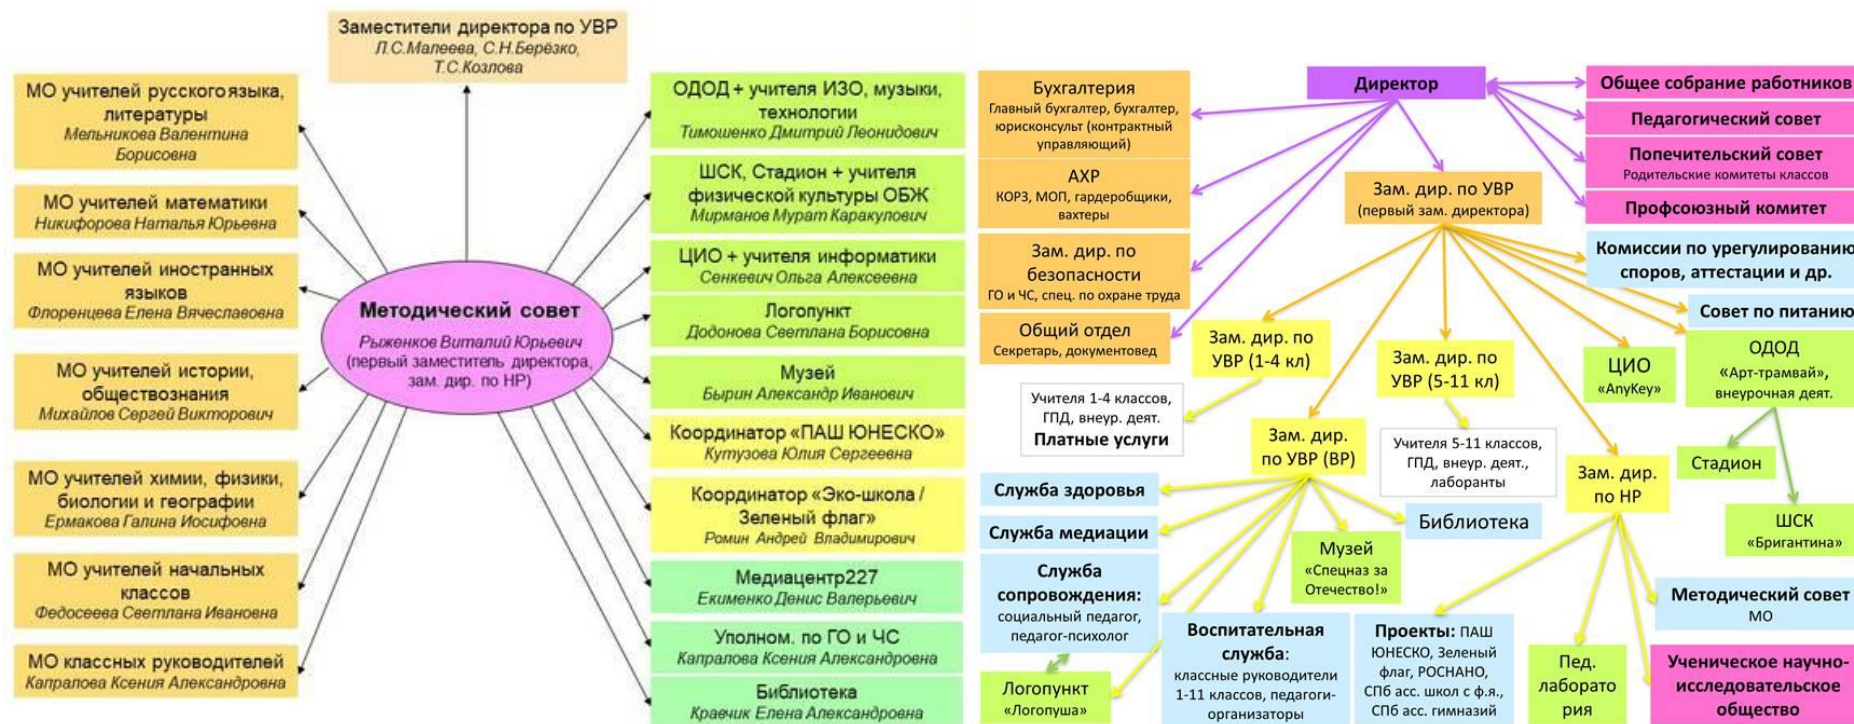 Заместители директора по УВР
Л.С.Малеева, С.Н.Берёзко,
Т.С.Козлова
МО учителей русского языка,
литературы
Мельникова Валентина
Борисовна
МО учителей математики
Никифорова Наталья Юрьевна
МО учителей иностранных
языков
Флоренцева Елена Вячеславовна
МО учителей истории,
обществознания
Михайлов Сергей Викторович
МО учителей химии, физики,
биологии и географии
Ермакова Галина Иосифовна
МО учителей начальных
классов
Федосеева Светлана Ивановна
МО классных руководителей
Капралова Ксения Александровна
Методический совет
Рыженков Виталий Юрьевич
(первый заместитель директора,
зам. дир. по НР)
ОДОД + учителя ИЗО, музыки,
технологии
Тимошенко Дмитрий Леонидович
ШСК, Стадион + учителя
физической культуры ОБЖ
Мирманов Мурат Каракулович
ЦИО + учителя информатики
Сенкевич Ольга Алексеевна
Логопункт
Додонова Светлана Борисовна
Музей
Бырин Александр Иванович
Координатор «ПАШ ЮНЕСКО»
Кутузова Юлия Сергеевна
Координатор «Эко-школа /
Зеленый флаг»
Ромин Андрей Владимирович
Медиацентр227
Екименко Денис Валерьевич
Уполном. по ГО и ЧС
Капралова Ксения Александровна
Библиотека
Кравчик Елена Александровна
Директор
Бухгалтерия
Главный бухгалтер, бухгалтер,
юрисконсульт (контрактный
управляющий)
АХР
КОРЗ, МОП, гардеробщики,
вахтеры
Зам. дир. по
безопасности
ГО и ЧС, спец. по охране труда
Общий отдел
Секретарь, документовед
Общее собрание работников
Педагогический совет
Попечительский совет
Родительские комитеты классов
Профсоюзный комитет
Зам. дир. по УВР
(первый зам. директора)
Комиссии по урегулированию
споров, аттестации и др.
Совет по питанию
Зам. дир. по
УВР (1-4 кл)
Учителя 1-4 классов,
ГПД, внеур. деят.
Платные услуги
Зам. дир. по
УВР (5-11 кл)
Учителя 5-11 классов,
ГПД, внеур. деят.,
лаборанты
ЦИО
«AnyKey»
ОДОД
«Арт-трамвай»,
внеурочная деят.
Стадион
ШСК
«Бригантина»
Зам. дир.
по УВР (ВР)
Зам. дир.
по НР
Служба здоровья
Служба медиации
Служба
сопровождения:
социальный педагог,
педагог-психолог
Логопункт
«Логопуша»
Воспитательная
служба:
классные руководители
1-11 классов, педагоги-
организаторы
Музей
«Спецназ за
Отечество!»
Библиотека
Проекты: ПАШ
ЮНЕСКО, Зеленый
флаг, РОСНАНО,
СПб асс. школ с ф.я.,
СПб асс. гимназий
Пед.
лаборато
рия
Методический совет
МО
Ученическое научно-
исследовательское
общество